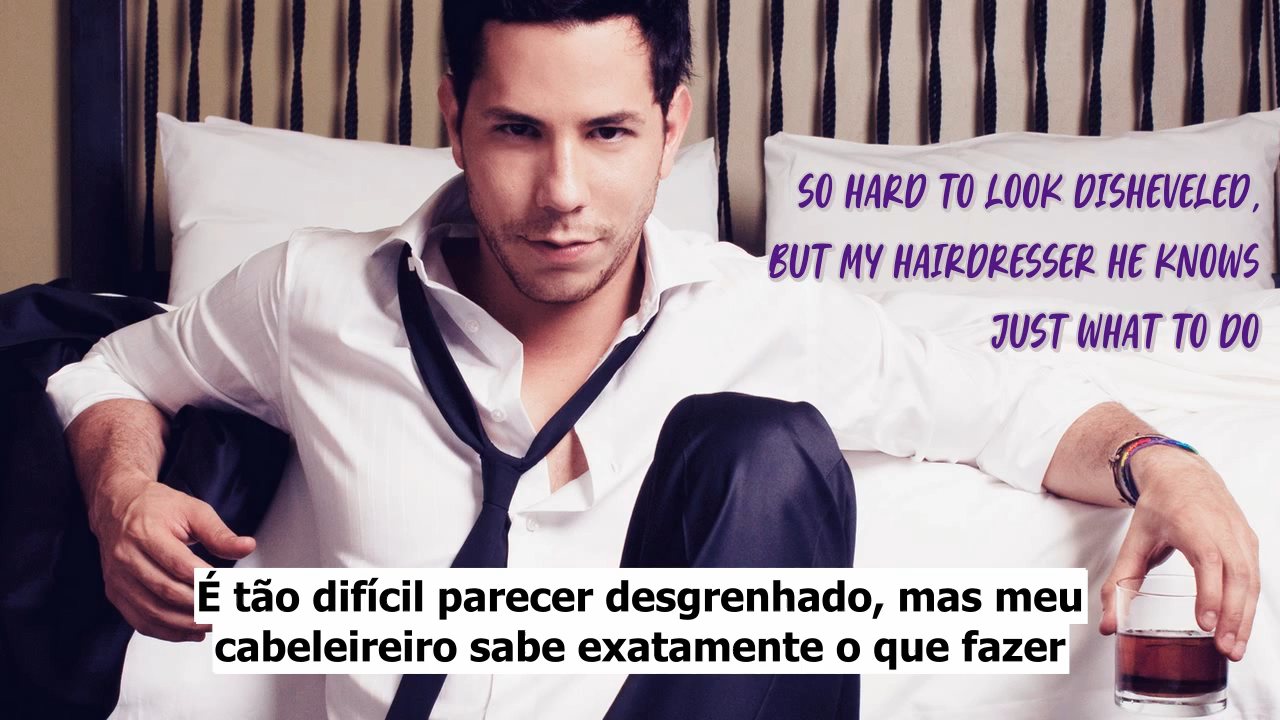 SO HARD TO LOOK DISHEVELED,
BUT MY HAIRDRESSER HE KNOWS
JUST WHAT TO DO
É tão difícil parecer desgrenhado, mas meu
cabeleireiro sabe exatamente o que fazer